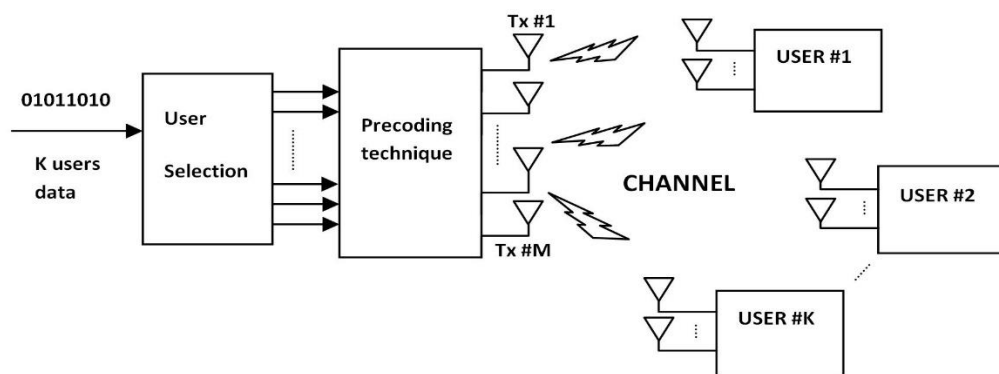 01011010
K users
data
User
Selection
Precoding
technique
Tx #1
Tx #M
CHANNEL
USER #1
USER #2
USER #K